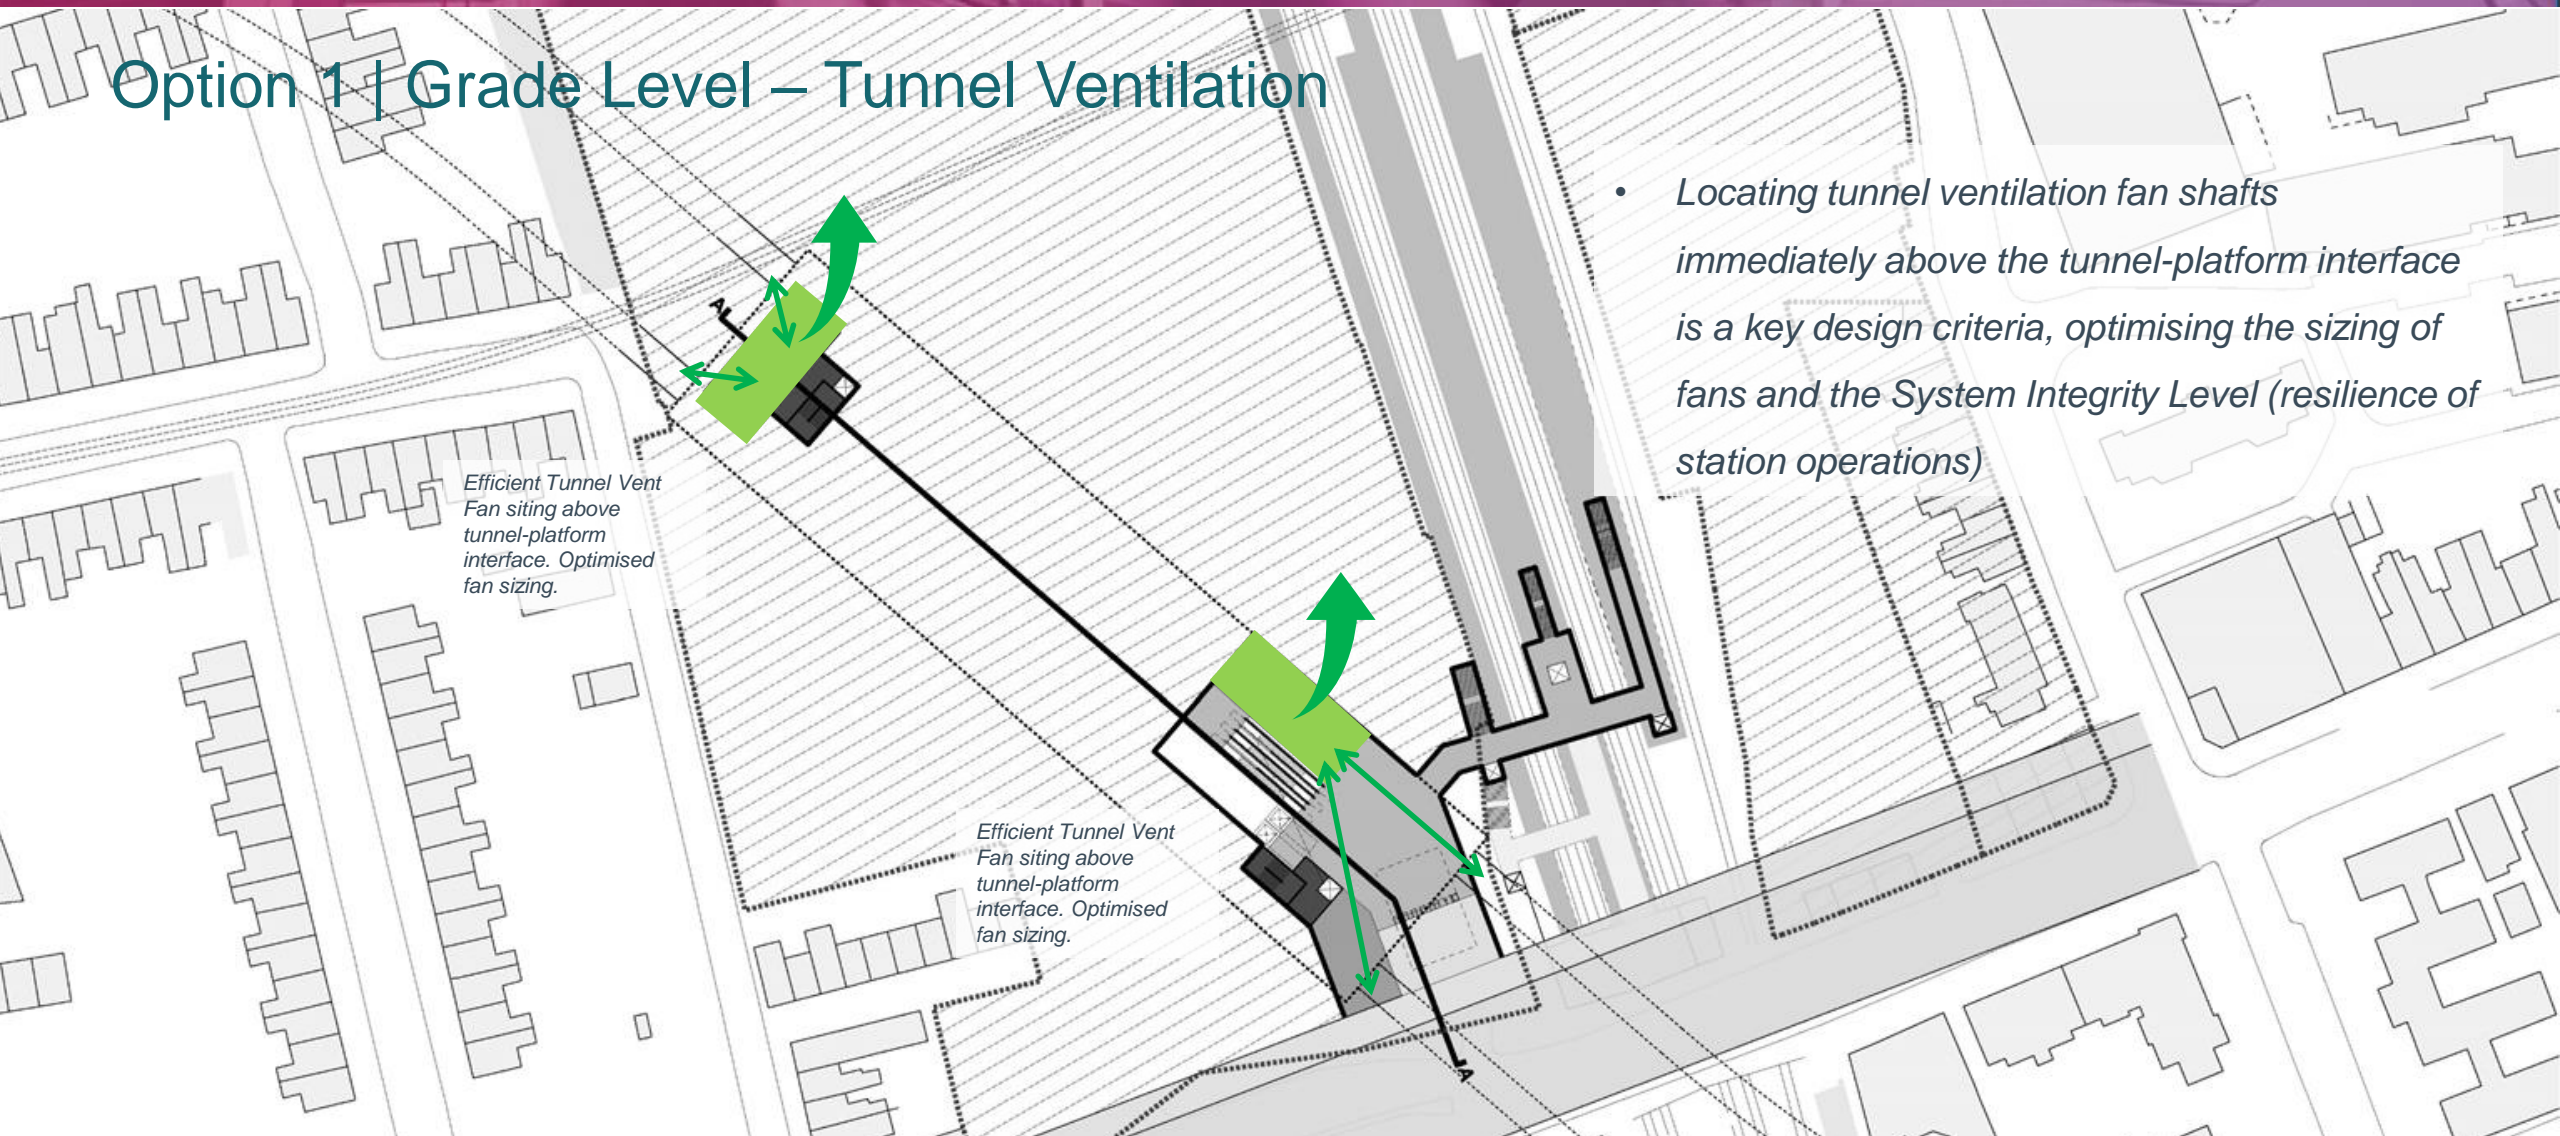 Option 1 | Grade Level – Tunnel Ventilation
• Locating tunnel ventilation fan shafts
immediately above the tunnel-platform interface
is a key design criteria, optimising the sizing of
fans and the System Integrity Level (resilience of
station operations)
A
Efficient Tunnel Vent
Fan siting above
tunnel-platform
interface. Optimised
fan sizing.
Efficient Tunnel Vent
Fan siting above
tunnel-platform
interface. Optimised
fan sizing.
A